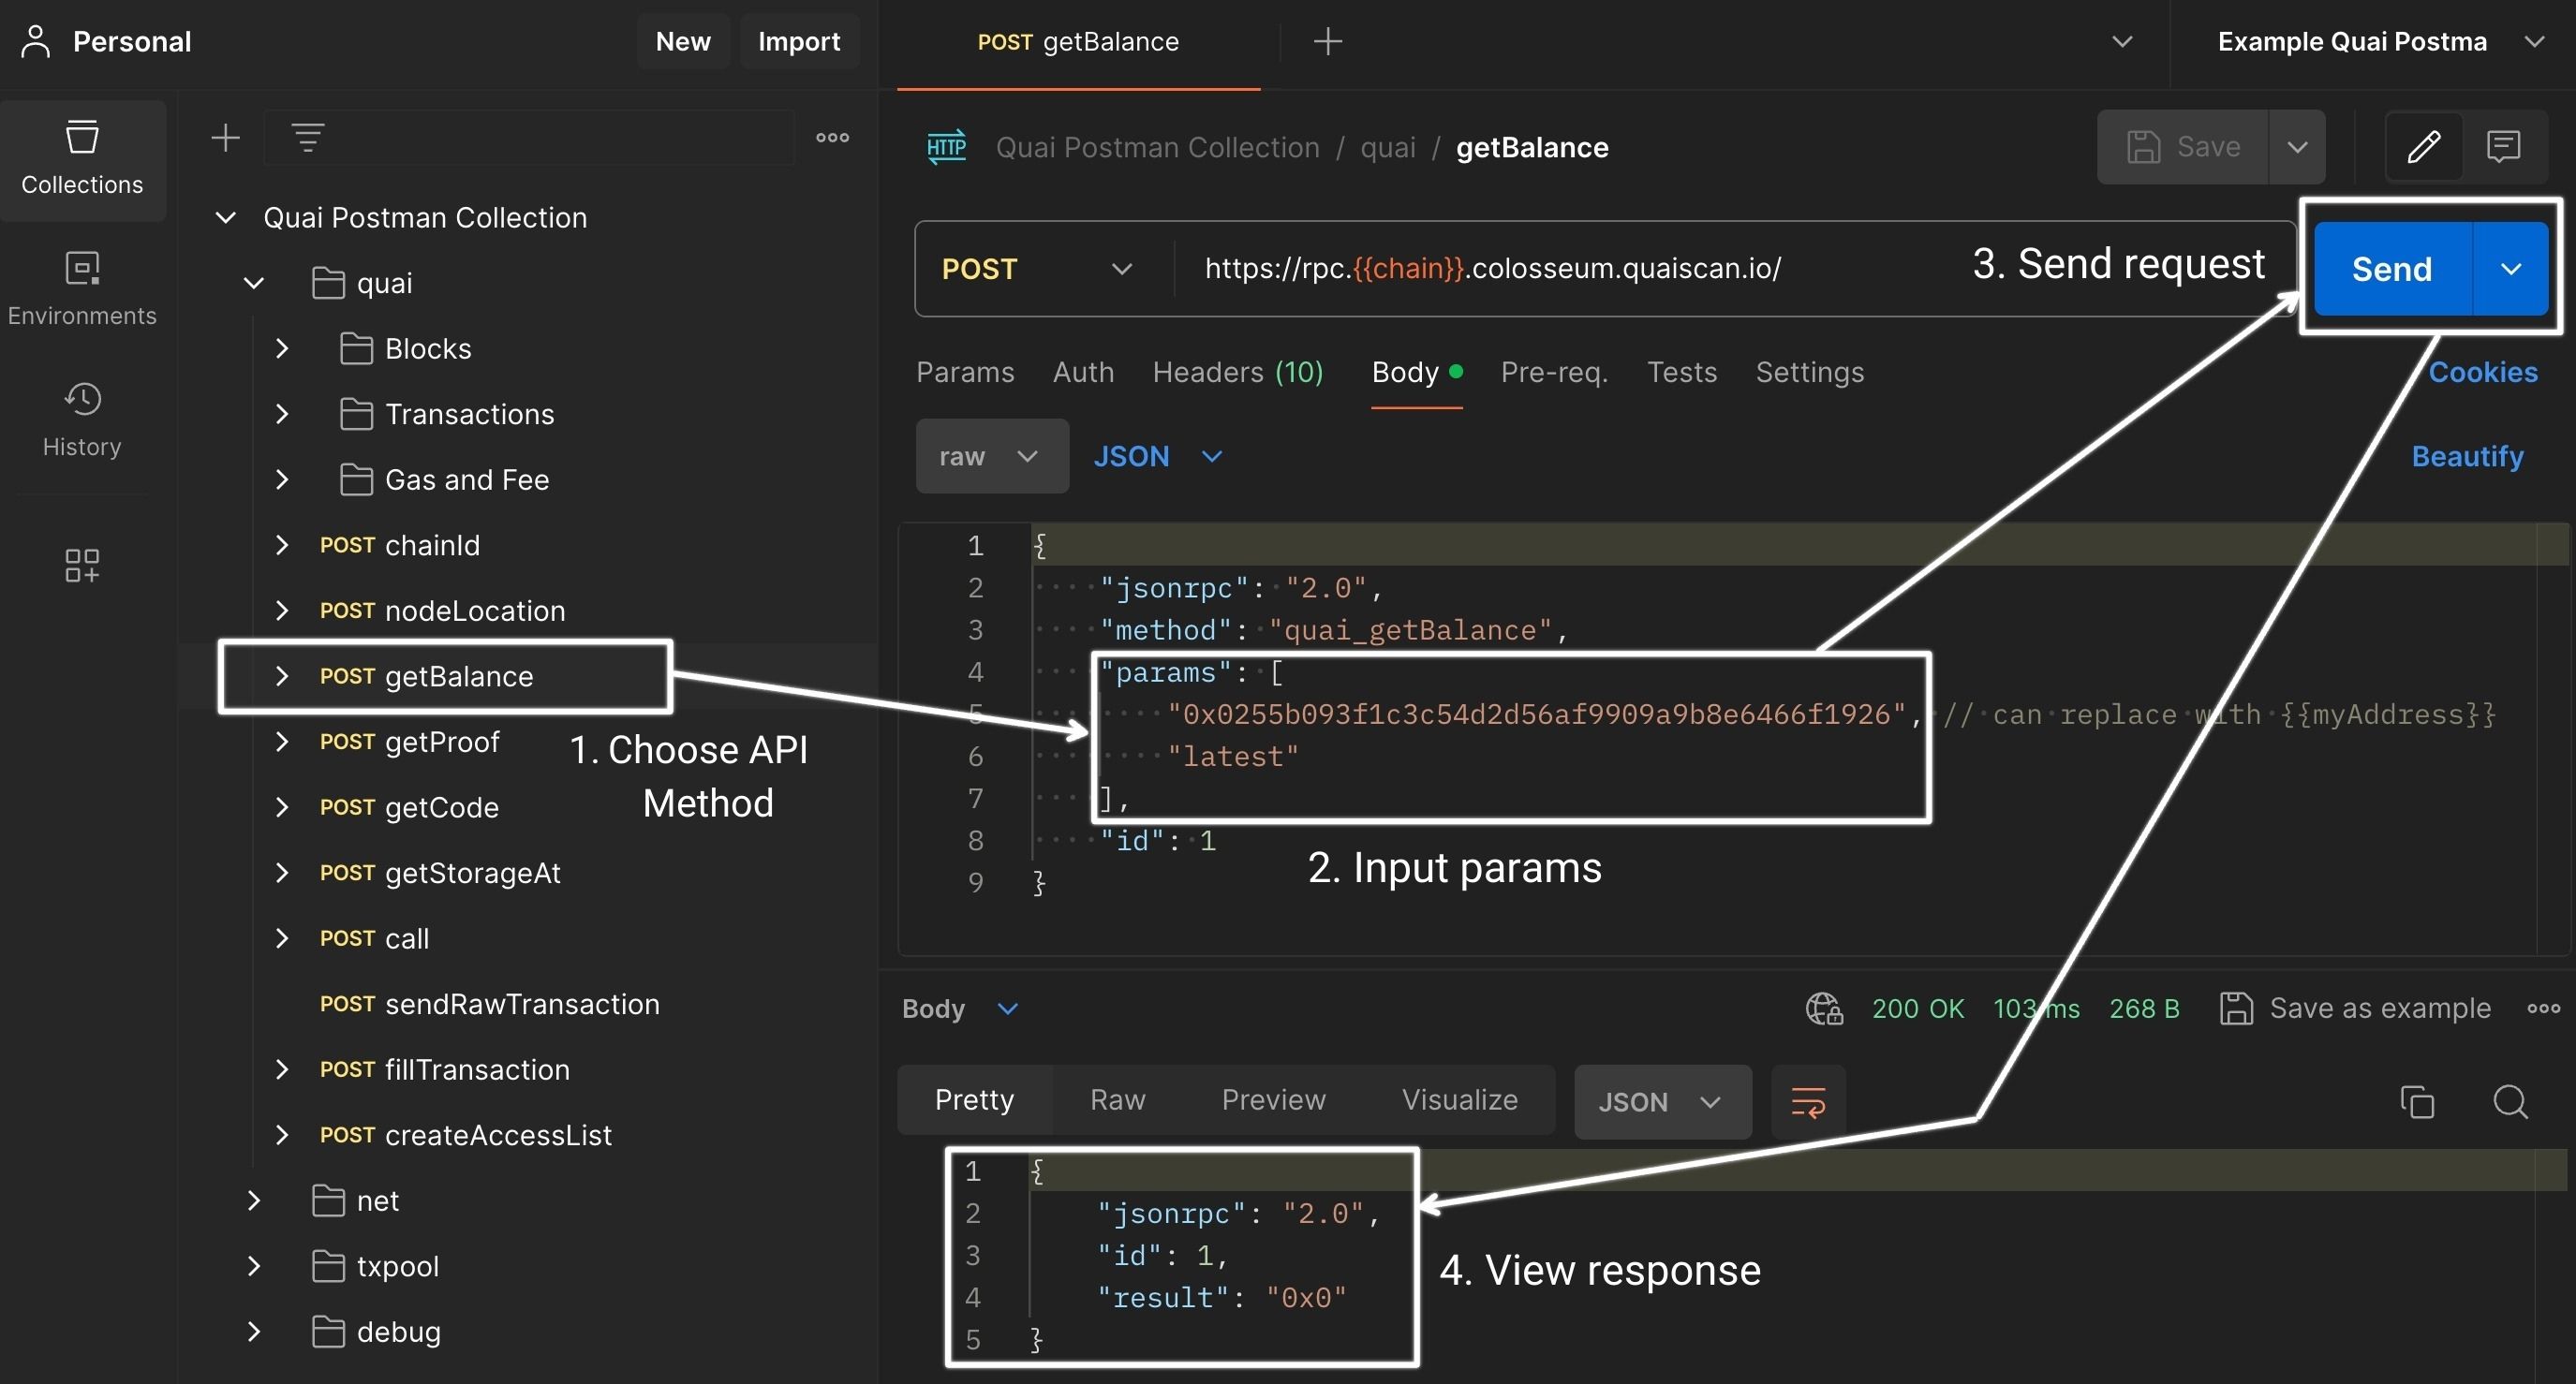 Personal
New
Import
POST getBalance
Example Quai Postma
Collections
Environments
History
Quai Postman Collection
quai
Blocks
Transactions
Gas and Fee
POST chainId
POST nodeLocation
POST getBalance
POST getProof
POST getCode
POST getStorageAt
POST call
POST sendRawTransaction
POST fillTransaction
POST createAccessList
net
txpool
debug
1. Choose API
Method
HTTP
Quai Postman Collection / quai / getBalance
Save
POST
https://rpc.{{chain}}.colosseum.quaiscan.io/
3. Send request
Send
Params Auth Headers (10) Body Pre-req. Tests Settings
Cookies
raw
JSON
Beautify
1 {
2 "jsonrpc": "2.0",
3 "method": "quai_getBalance",
4 "params": [
5 "0x0255b093f1c3c54d2d56af9909a9b8e6466f1926", // can replace with {{myAddress}}
6 "latest"
7 ],
8 "id": 1
9 }
2. Input params
Body
200 OK 103 ms 268 B
Save as example
Pretty Raw Preview Visualize
JSON
1 {
2 "jsonrpc": "2.0",
3 "id": 1,
4 "result": "0x0"
5 }
4. View response